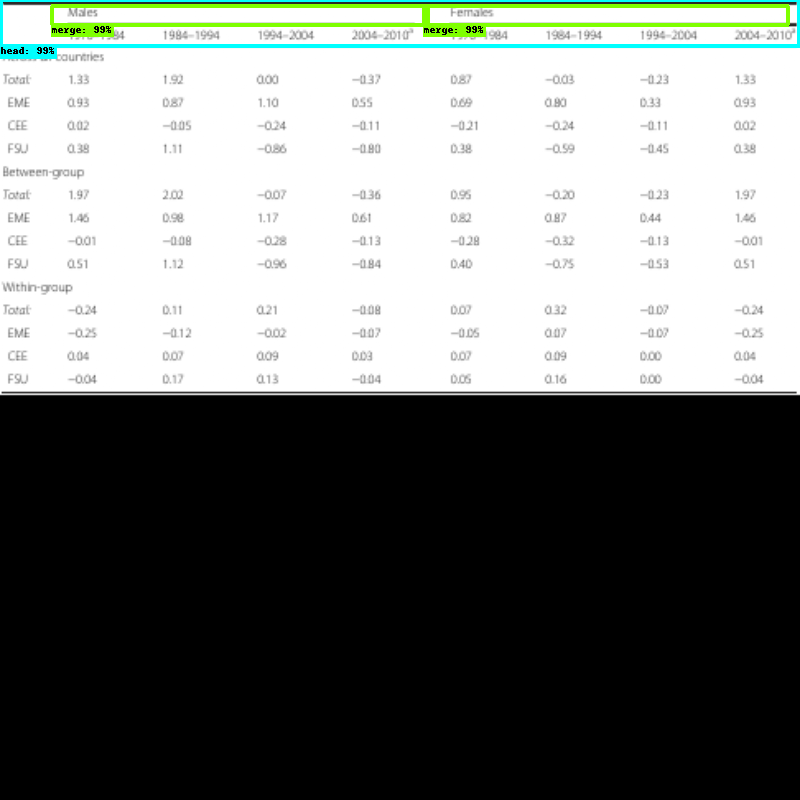 Males Females
merge: 99% merge: 99%
84 1984–1994 1994–2004 2004–2010ᵃ 1984 1984–1994 1994–2004 2004–2010ᵃ
head: 99% countries
Total: 1.33 1.92 0.00 −0.37 0.87 −0.03 −0.23 1.33
EME 0.93 0.87 1.10 0.55 0.69 0.80 0.33 0.93
CEE 0.02 −0.05 −0.24 −0.11 −0.21 −0.24 −0.11 0.02
FSU 0.38 1.11 −0.86 −0.80 0.38 −0.59 −0.45 0.38
Between-group
Total: 1.97 2.02 −0.07 −0.36 0.95 −0.20 −0.23 1.97
EME 1.46 0.98 1.17 0.61 0.82 0.87 0.44 1.46
CEE −0.01 −0.08 −0.28 −0.13 −0.28 −0.32 −0.13 −0.01
FSU 0.51 1.12 −0.96 −0.84 0.40 −0.75 −0.53 0.51
Within-group
Total: −0.24 0.11 0.21 −0.08 0.07 0.32 −0.07 −0.24
EME −0.25 −0.12 −0.02 −0.07 −0.05 0.07 −0.07 −0.25
CEE 0.04 0.07 0.09 0.03 0.07 0.09 0.00 0.04
FSU −0.04 0.17 0.13 −0.04 0.05 0.16 0.00 −0.04